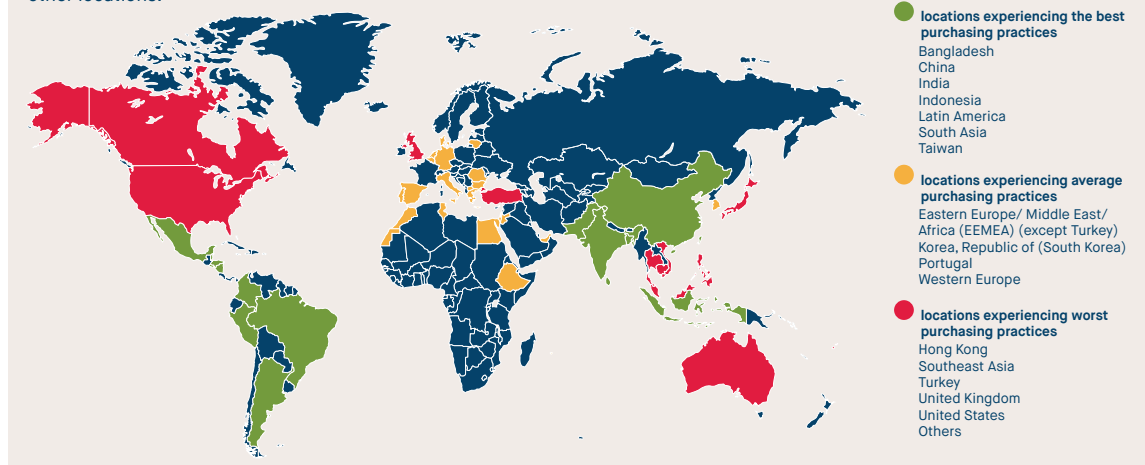 other locations.
locations experiencing the best
purchasing practices
Bangladesh
China
India
Indonesia
Latin America
South Asia
Taiwan
locations experiencing average
purchasing practices
Eastern Europe/ Middle East/
Africa (EEMEA) (except Turkey)
Korea, Republic of (South Korea)
Portugal
Western Europe
locations experiencing worst
purchasing practices
Hong Kong
Southeast Asia
Turkey
United Kingdom
United States
Others